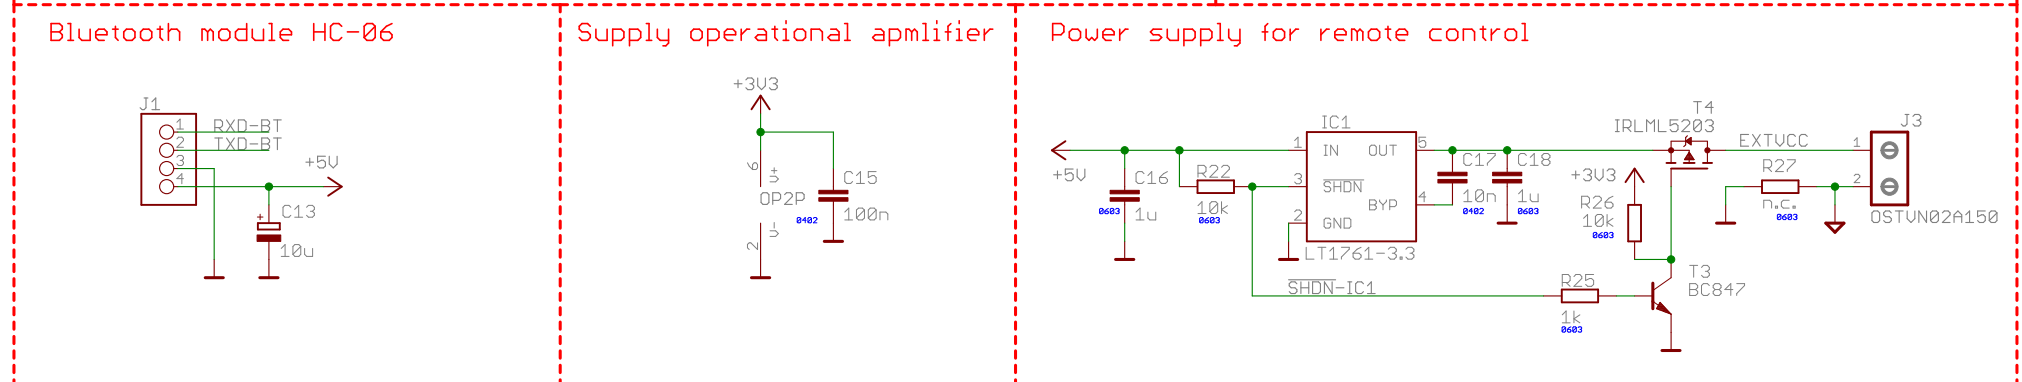 Bluetooth module HC-06
J1
1 RXD-BT
2 TXD-BT
3
4
+5V
C13
+
10u
Supply operational apmlifier
+3V3
6
V+
OP2P
V-
2
C15
0402
100n
Power supply for remote control
+5V
C16
0603
1u
R22
10k
0603
IC1
1 IN OUT 5
3 SHDN
BYP 4
2 GND
LT1761-3.3
SHDN-IC1
C17
10n
0402
C18
1u
0603
T4
IRLML5203
+3V3
R26
10k
0603
R25
1k
0603
T3
BC847
EXTVCC
R27
n.c.
0603
J3
1
2
OSTVN02A150